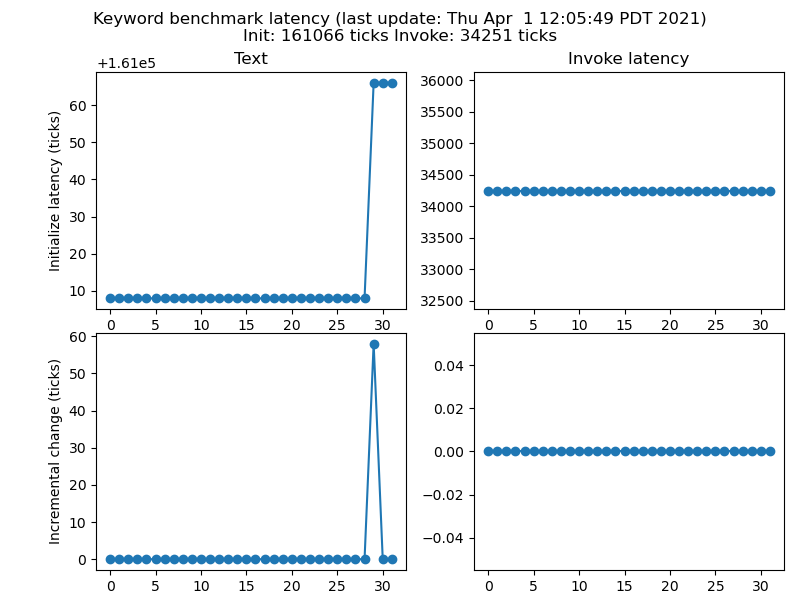 Keyword benchmark latency (last update: Thu Apr  1 12:05:49 PDT 2021)
Init: 161066 ticks Invoke: 34251 ticks
Text
Invoke latency
+1.61e5
Initialize latency (ticks)
60
50
40
30
20
10
0 5 10 15 20 25 30
36000
35500
35000
34500
34000
33500
33000
32500
0 5 10 15 20 25 30
Incremental change (ticks)
60
50
40
30
20
10
0
0 5 10 15 20 25 30
0.04
0.02
0.00
−0.02
−0.04
0 5 10 15 20 25 30